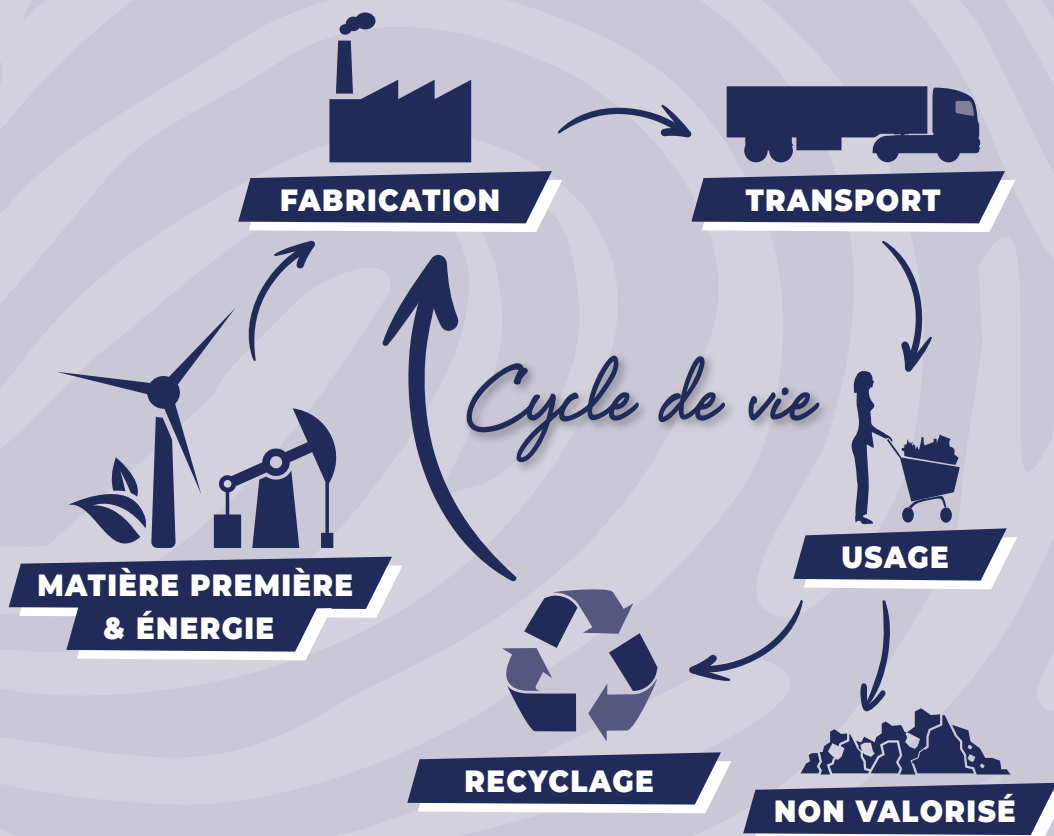 FABRICATION
TRANSPORT
Cycle de vie
USAGE
MATIÈRE PREMIÈRE
& ÉNERGIE
RECYCLAGE
NON VALORISÉ